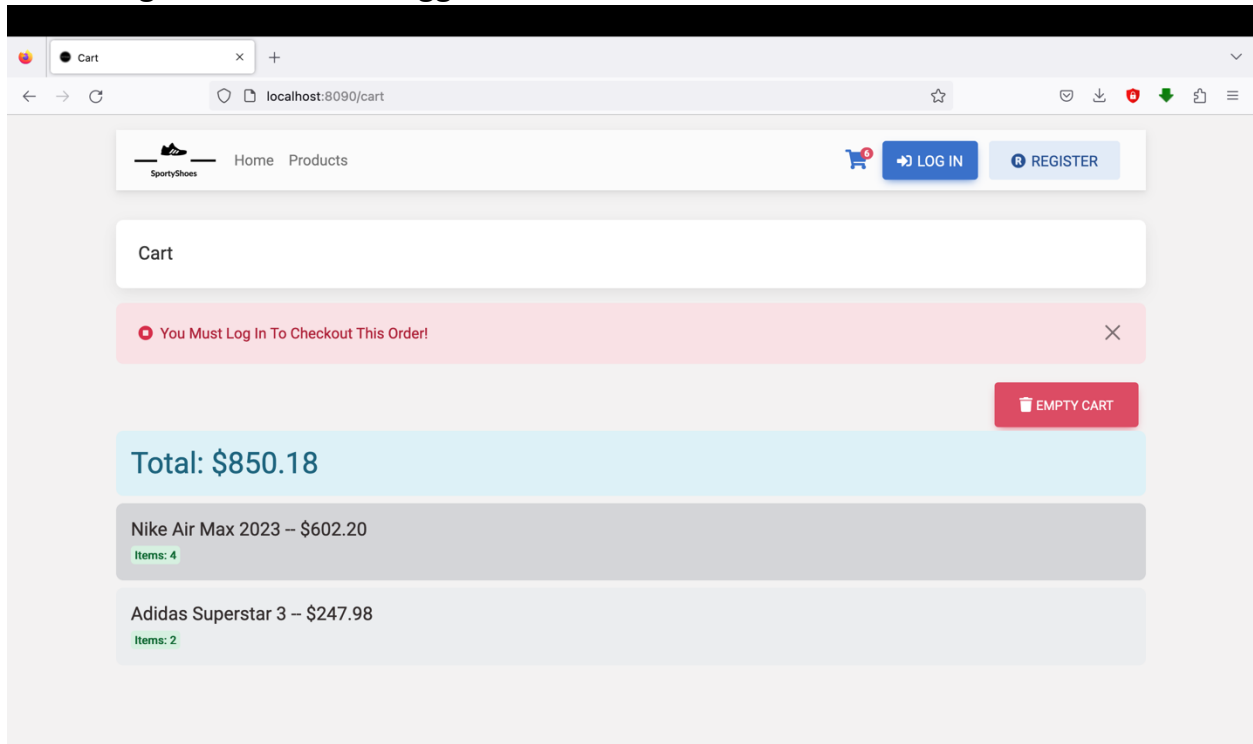 Cart
localhost:8090/cart
SportyShoes
Home Products
6
LOG IN
R REGISTER
Cart
You Must Log In To Checkout This Order!
EMPTY CART
Total: $850.18
Nike Air Max 2023 -- $602.20
Items: 4
Adidas Superstar 3 -- $247.98
Items: 2